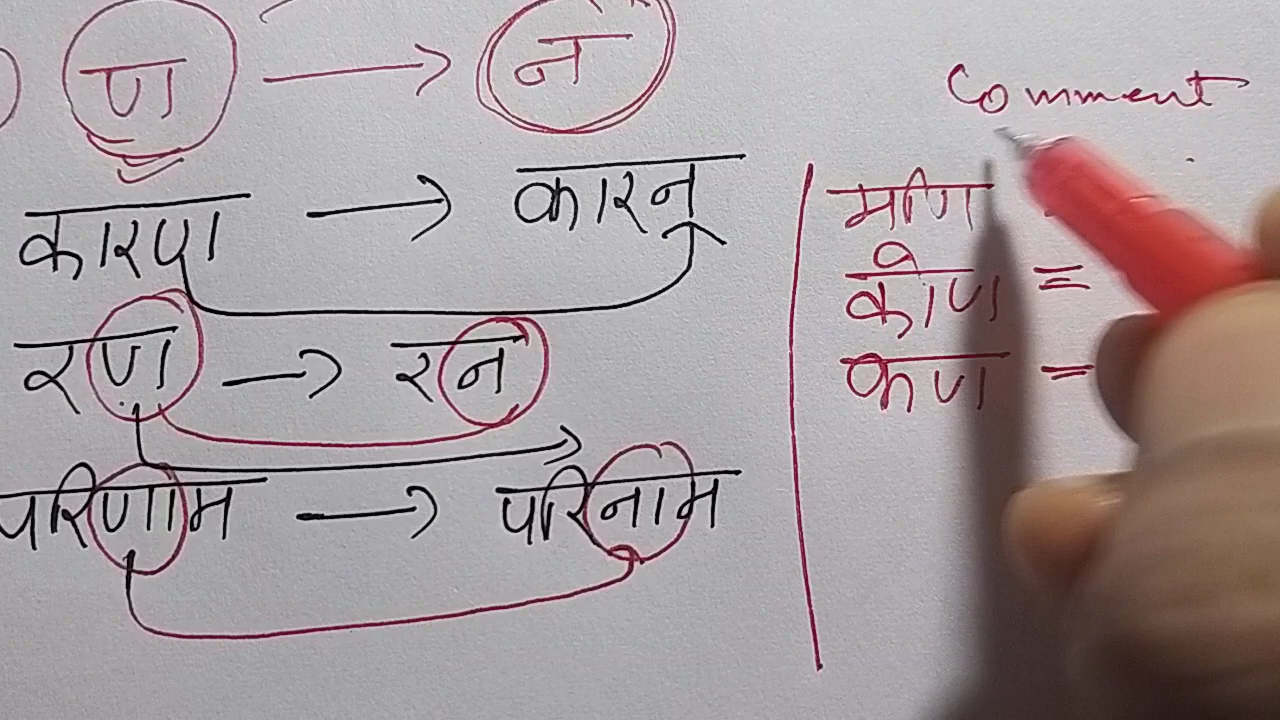 ण → न
Comment
कारण → कारन
रण → रन
परिणाम → परिनाम
मणि
कोण =
कण =